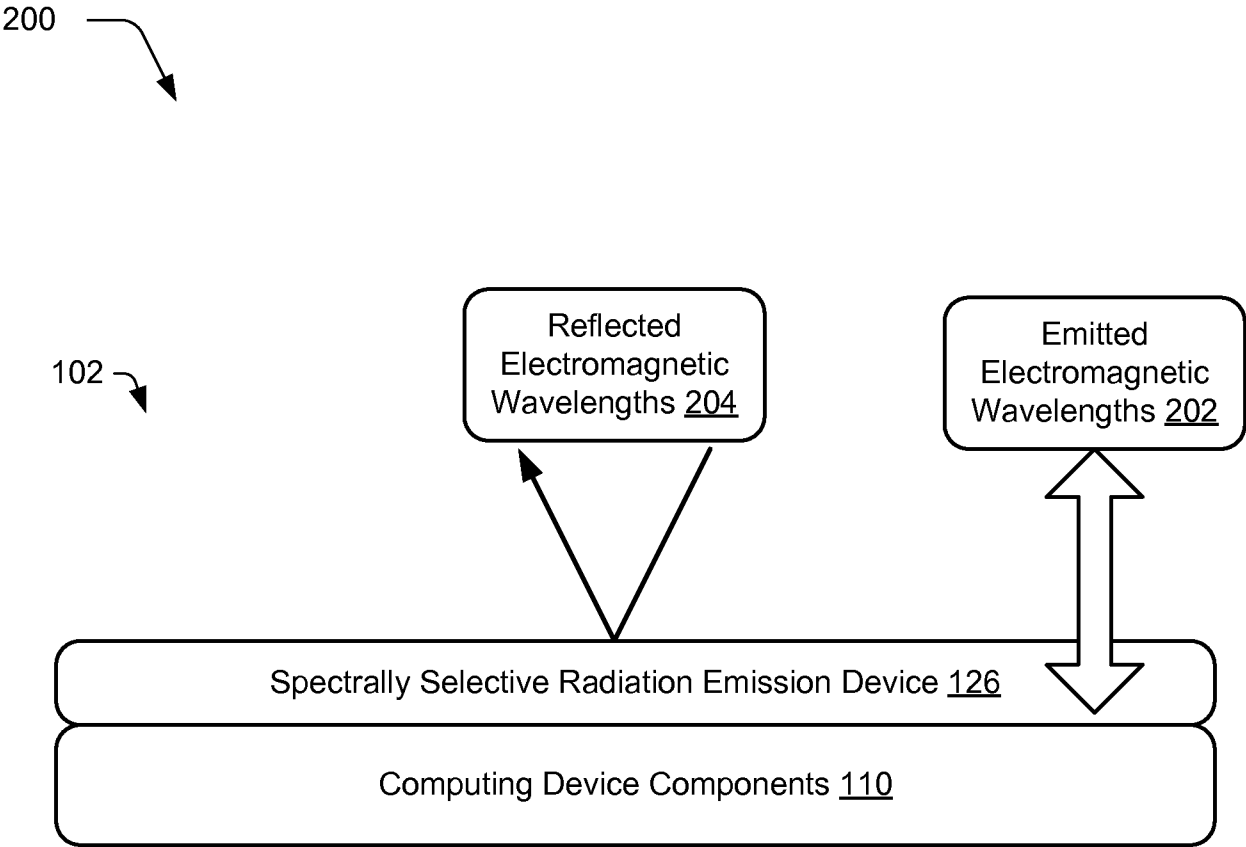 200
Reflected
Electromagnetic
Wavelengths 204
Emitted
Electromagnetic
Wavelengths 202
102
Spectrally Selective Radiation Emission Device 126
Computing Device Components 110